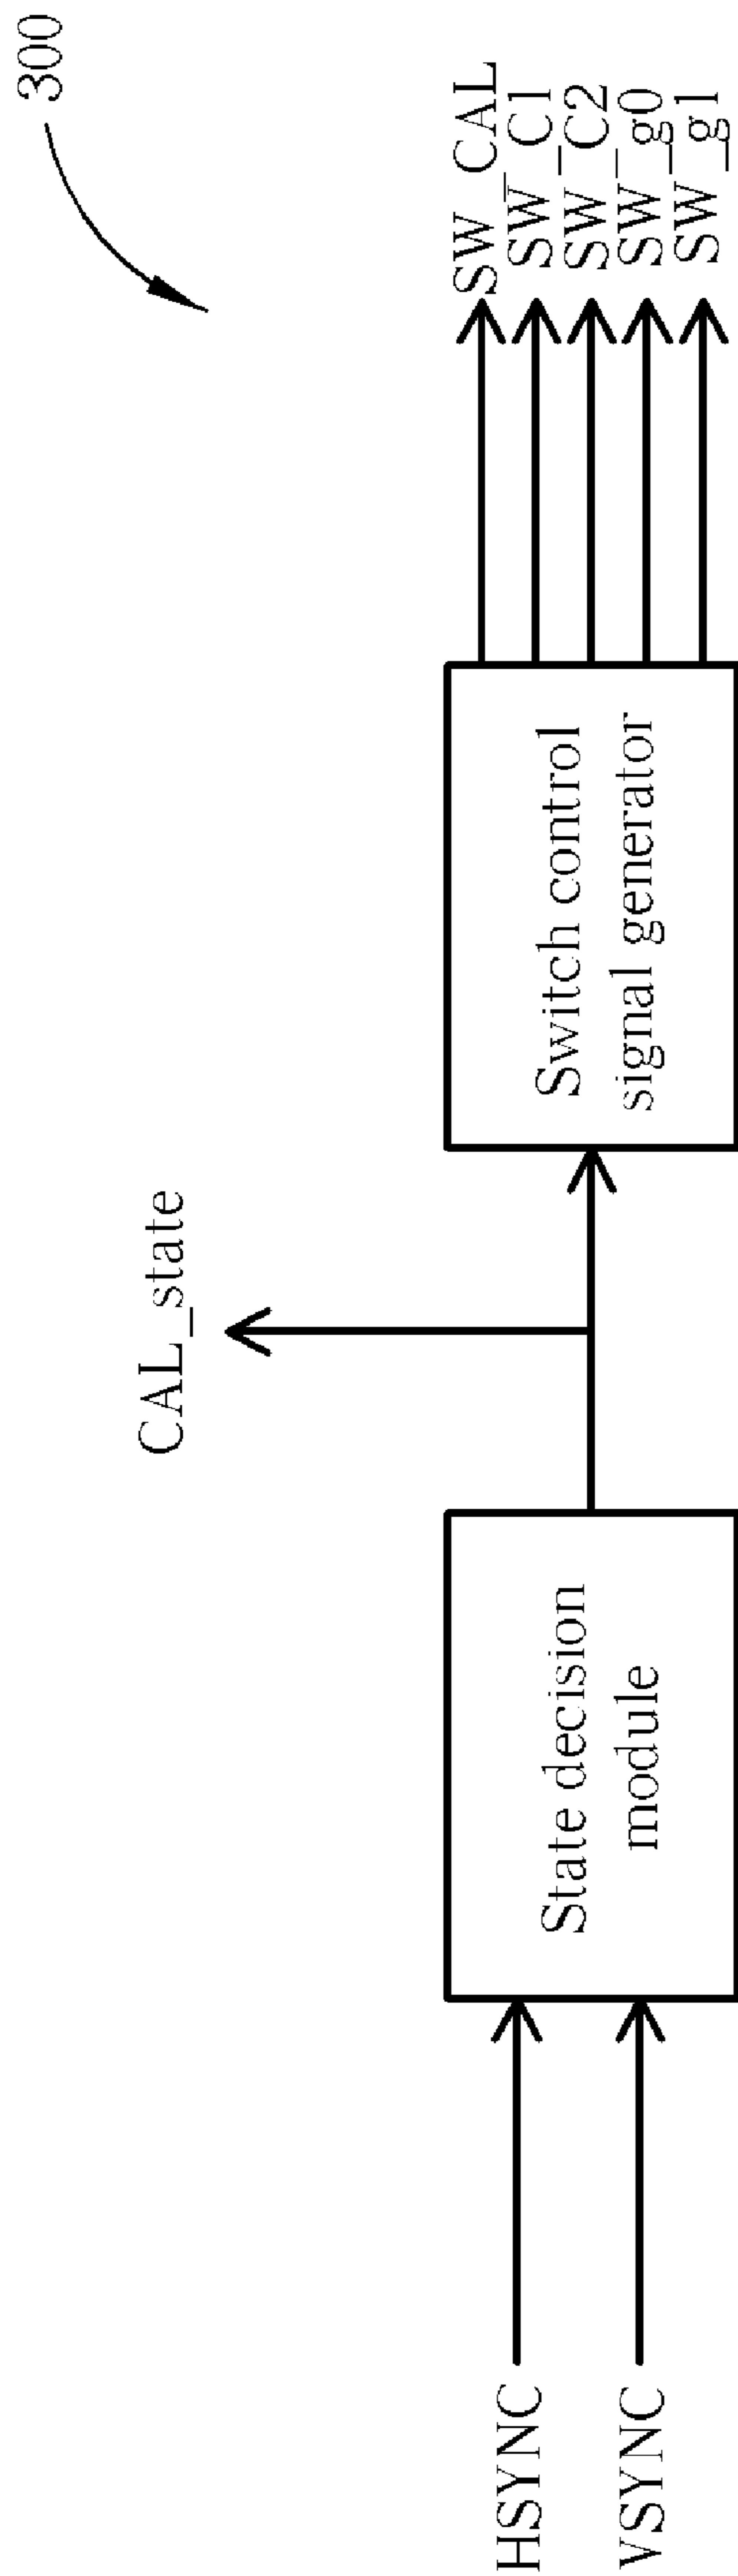 300
CAL_state
HSYNC
VSYNC
State decision
module
Switch control
signal generator
SW_CAL
SW_C1
SW_C2
SW_g0
SW_g1